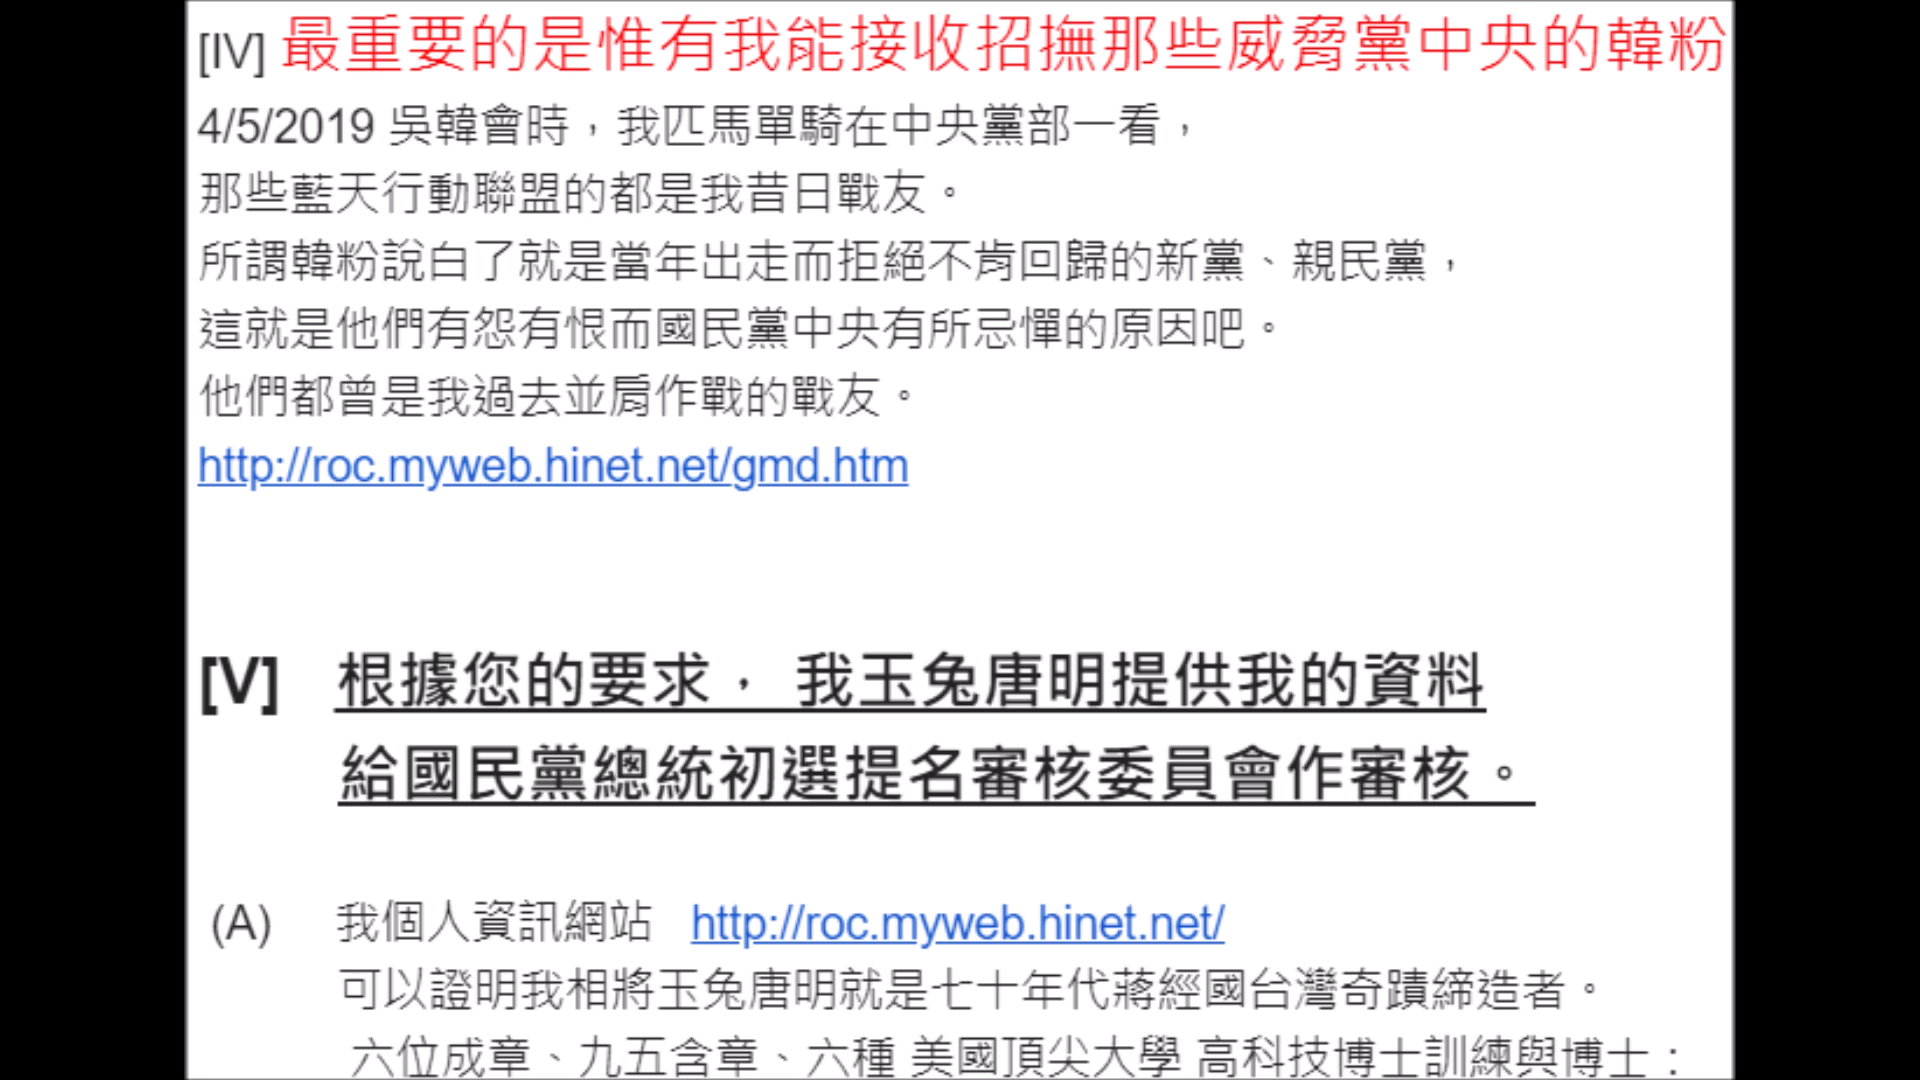 [IV] 最重要的是惟有我能接收招撫那些威脅黨中央的韓粉
4/5/2019 吳韓會時，我匹馬單騎在中央黨部一看，
那些藍天行動聯盟的都是我昔日戰友。
所謂韓粉說白了就是當年出走而拒絕不肯回歸的新黨、親民黨，
這就是他們有怨有恨而國民黨中央有所忌憚的原因吧。
他們都曾是我過去並肩作戰的戰友。
http://roc.myweb.hinet.net/gmd.htm
[V] 根據您的要求， 我玉兔唐明提供我的資料
給國民黨總統初選提名審核委員會作審核。
(A) 我個人資訊網站 http://roc.myweb.hinet.net/
可以證明我相將玉兔唐明就是七十年代蔣經國台灣奇蹟締造者。
六位成章、九五含章、六種 美國頂尖大學 高科技博士訓練與博士：